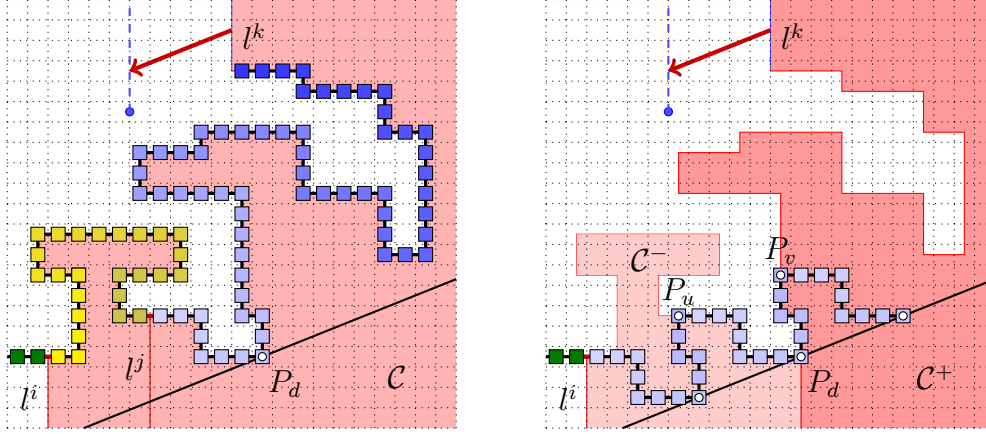 l^k
l^j
l^i
P_d
𝒞
l^k
𝒞^-
P_v
P_u
l^i
P_d
𝒞^+